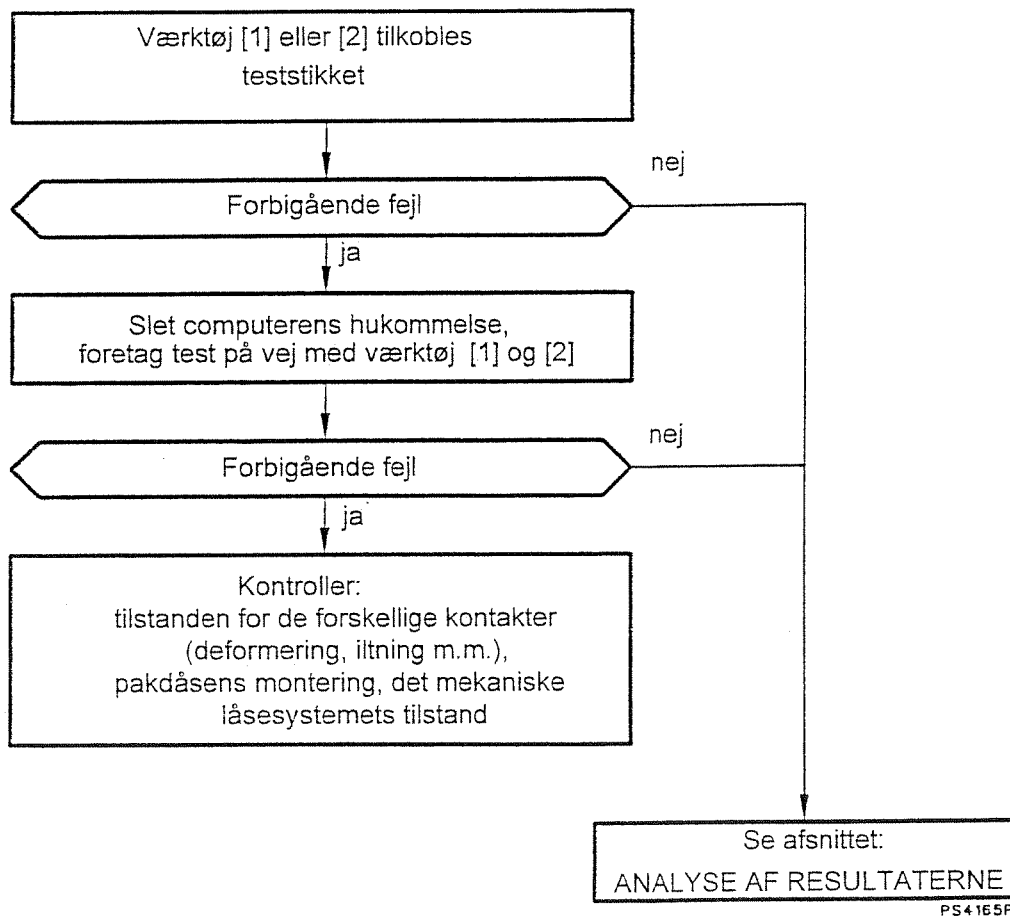 Værktøj [1] eller [2] tilkobles
teststikket
nej
Forbigående fejl
ja
Slet computerens hukommelse,
foretag test på vej med værktøj [1] og [2]
nej
Forbigående fejl
ja
Kontroller:
tilstanden for de forskellige kontakter
(deformering, iltning m.m.),
pakdåsens montering, det mekaniske
låsesystemets tilstand
Se afsnittet:
ANALYSE AF RESULTATERNE